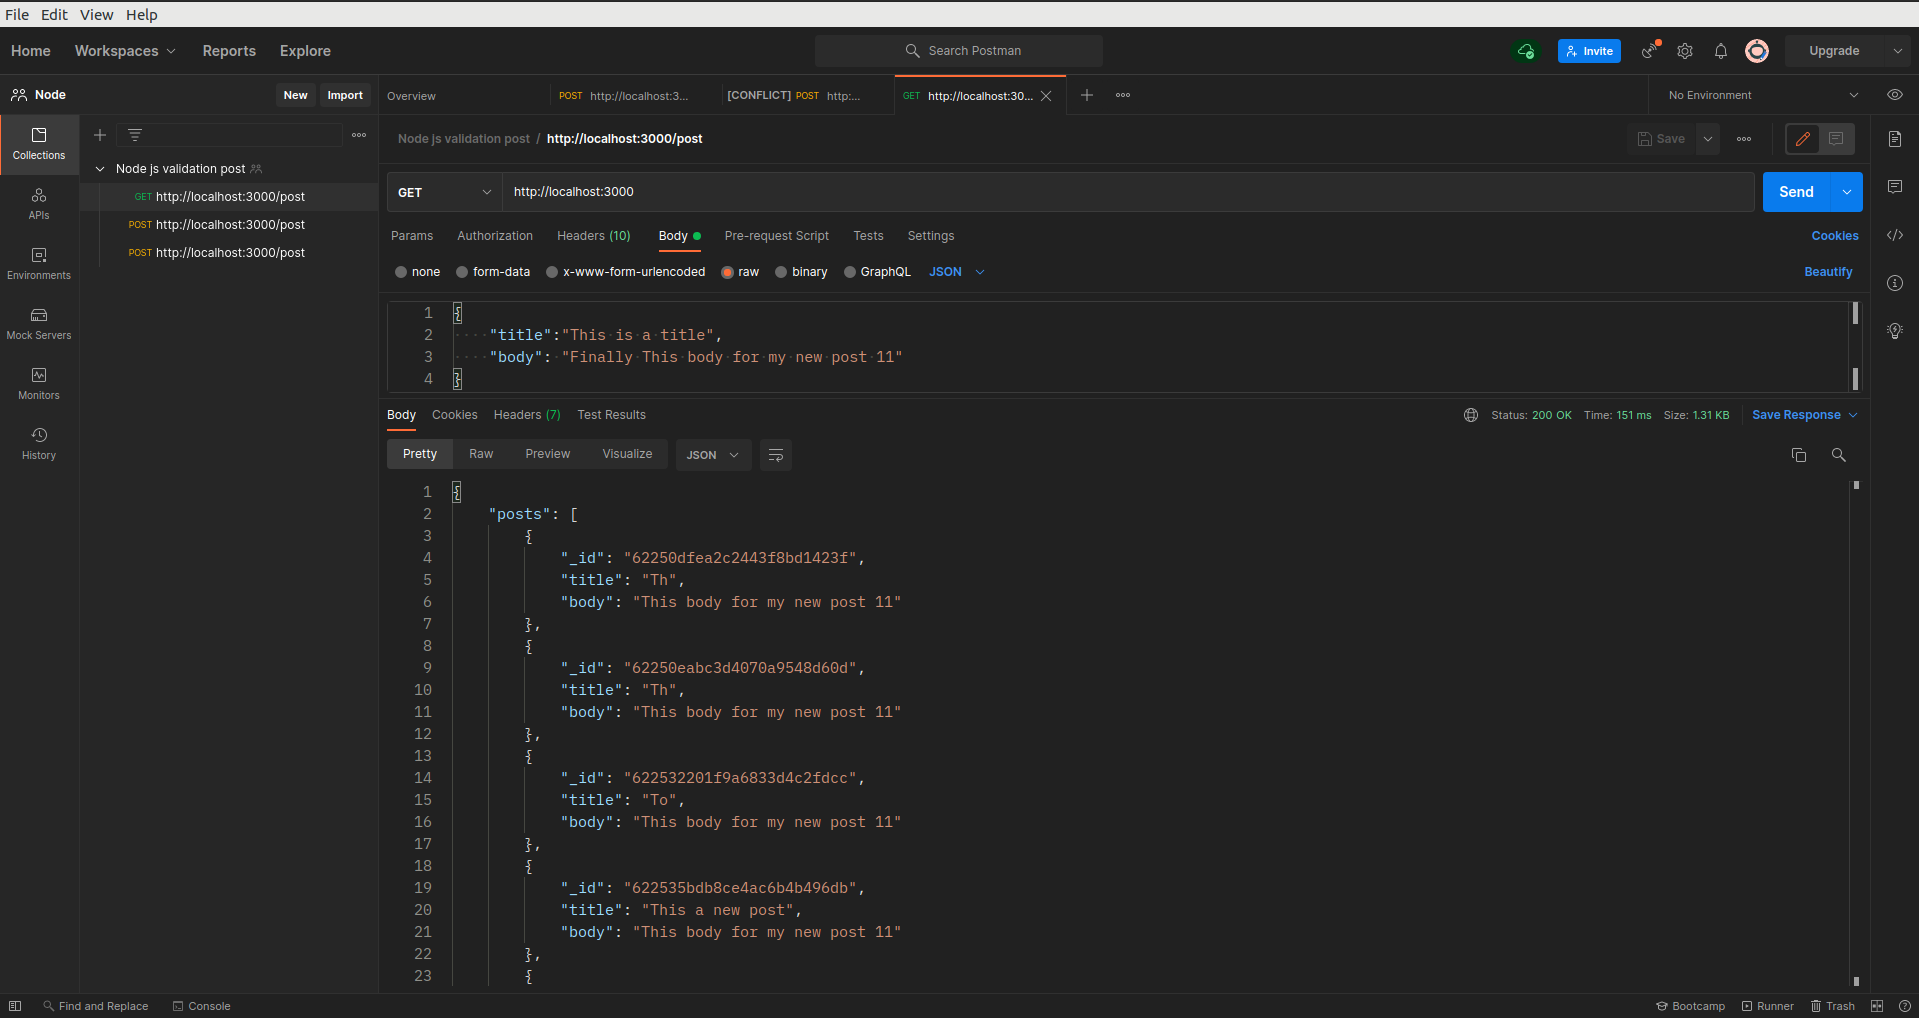 File Edit View Help
Home Workspaces Reports Explore Search Postman Invite Upgrade
Node New Import Overview POST http://localhost:3... [CONFLICT] POST http:... GET http://localhost:30... No Environment
Collections
Node js validation post / http://localhost:3000/post Save
Node js validation post
GET http://localhost:3000/post
POST http://localhost:3000/post
POST http://localhost:3000/post
APIs
Environments
Mock Servers
Monitors
History
GET http://localhost:3000 Send
Params Authorization Headers (10) Body Pre-request Script Tests Settings Cookies
none form-data x-www-form-urlencoded raw binary GraphQL JSON Beautify
1 {
2 "title":"This is a title",
3 "body": "Finally This body for my new post 11"
4 }
Body Cookies Headers (7) Test Results Status: 200 OK Time: 151 ms Size: 1.31 KB Save Response
Pretty Raw Preview Visualize JSON
1 {
2 "posts": [
3 {
4 "_id": "62250dfea2c2443f8bd1423f",
5 "title": "Th",
6 "body": "This body for my new post 11"
7 },
8 {
9 "_id": "62250eabc3d4070a9548d60d",
10 "title": "Th",
11 "body": "This body for my new post 11"
12 },
13 {
14 "_id": "622532201f9a6833d4c2fdcc",
15 "title": "To",
16 "body": "This body for my new post 11"
17 },
18 {
19 "_id": "622535bdb8ce4ac6b4b496db",
20 "title": "This a new post",
21 "body": "This body for my new post 11"
22 },
23 {
Find and Replace Console Bootcamp Runner Trash